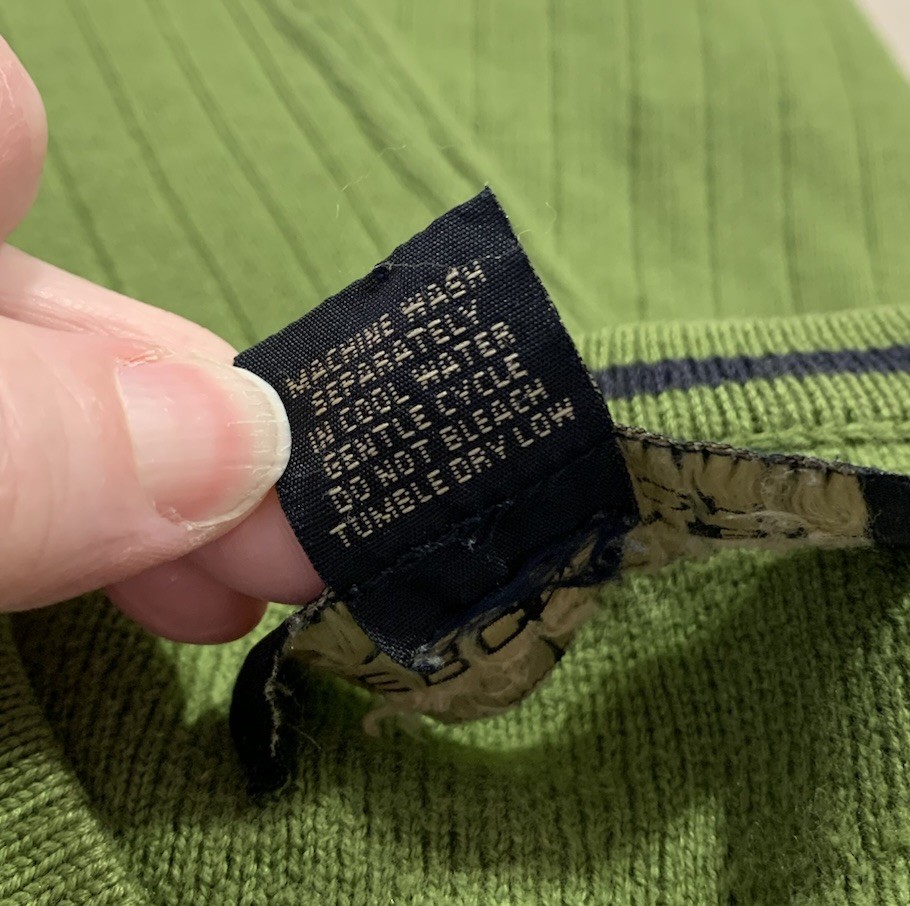 MACHINE WASH
SEPARATELY
IN COOL WATER
GENTLE CYCLE
DO NOT BLEACH
TUMBLE DRY LOW